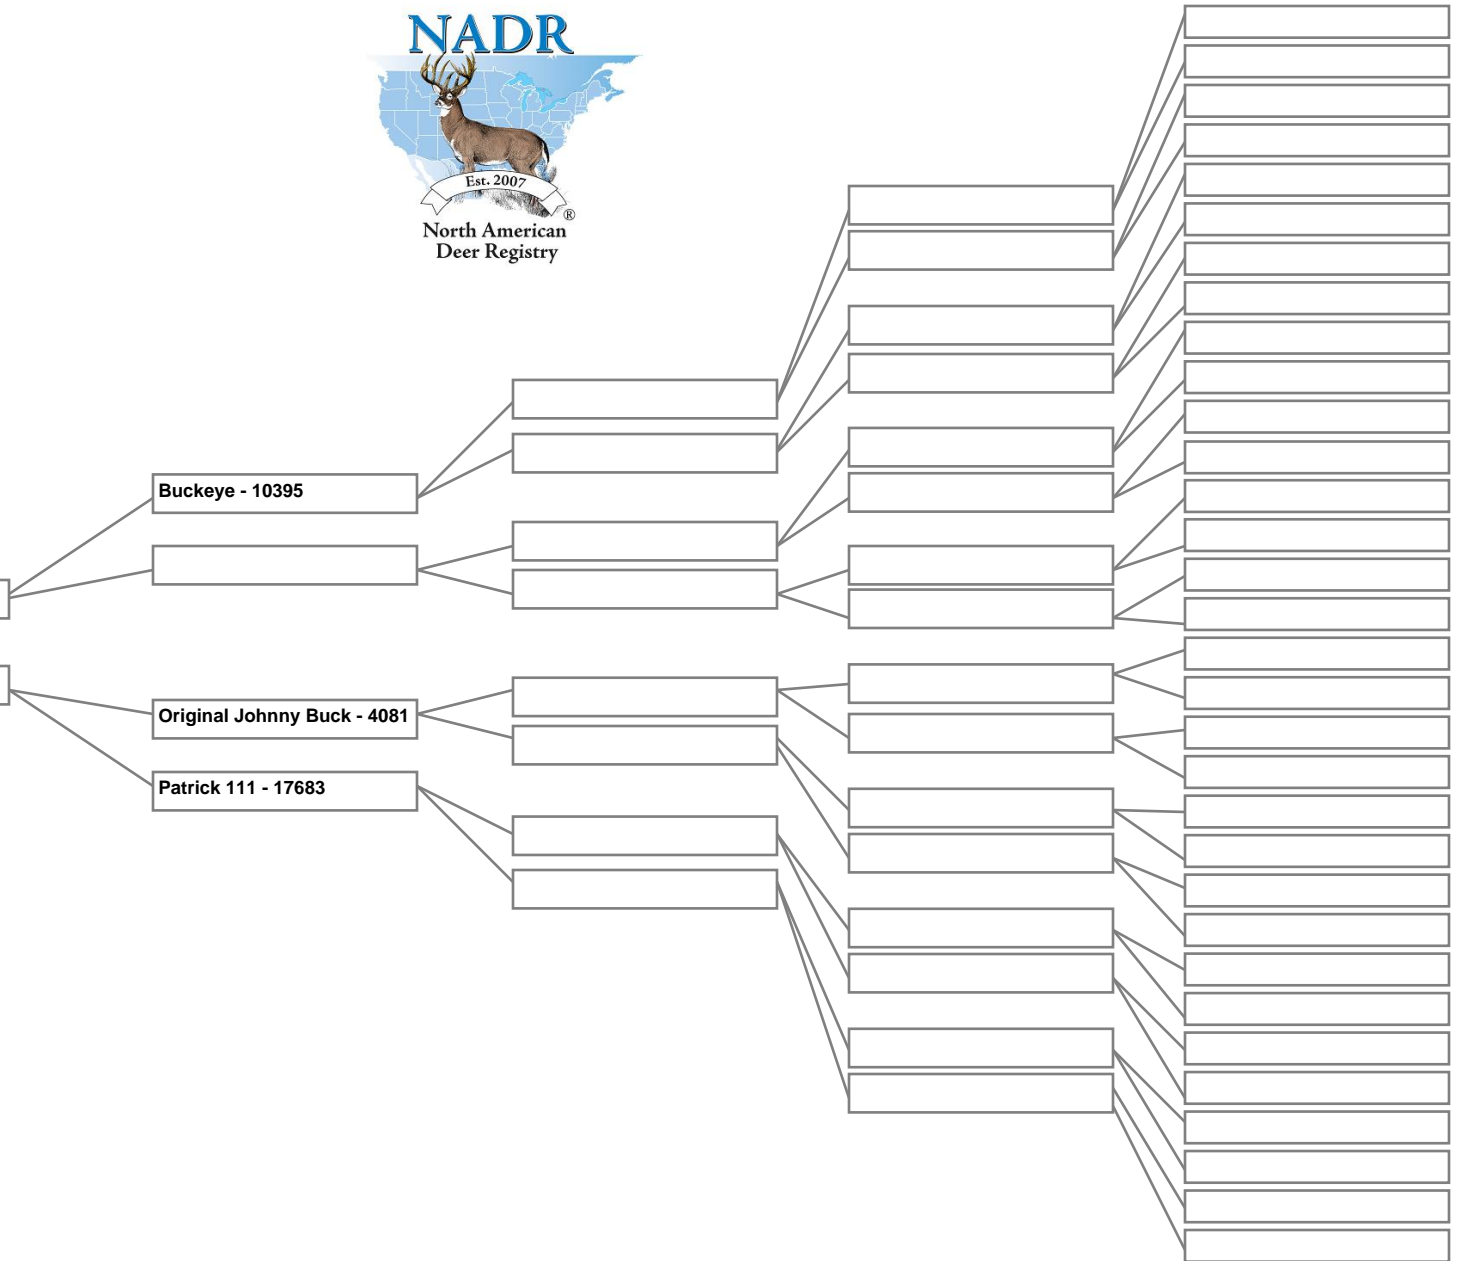 NADR
Est. 2007
®
North American
Deer Registry
Buckeye - 10395
Original Johnny Buck - 4081
Patrick 111 - 17683